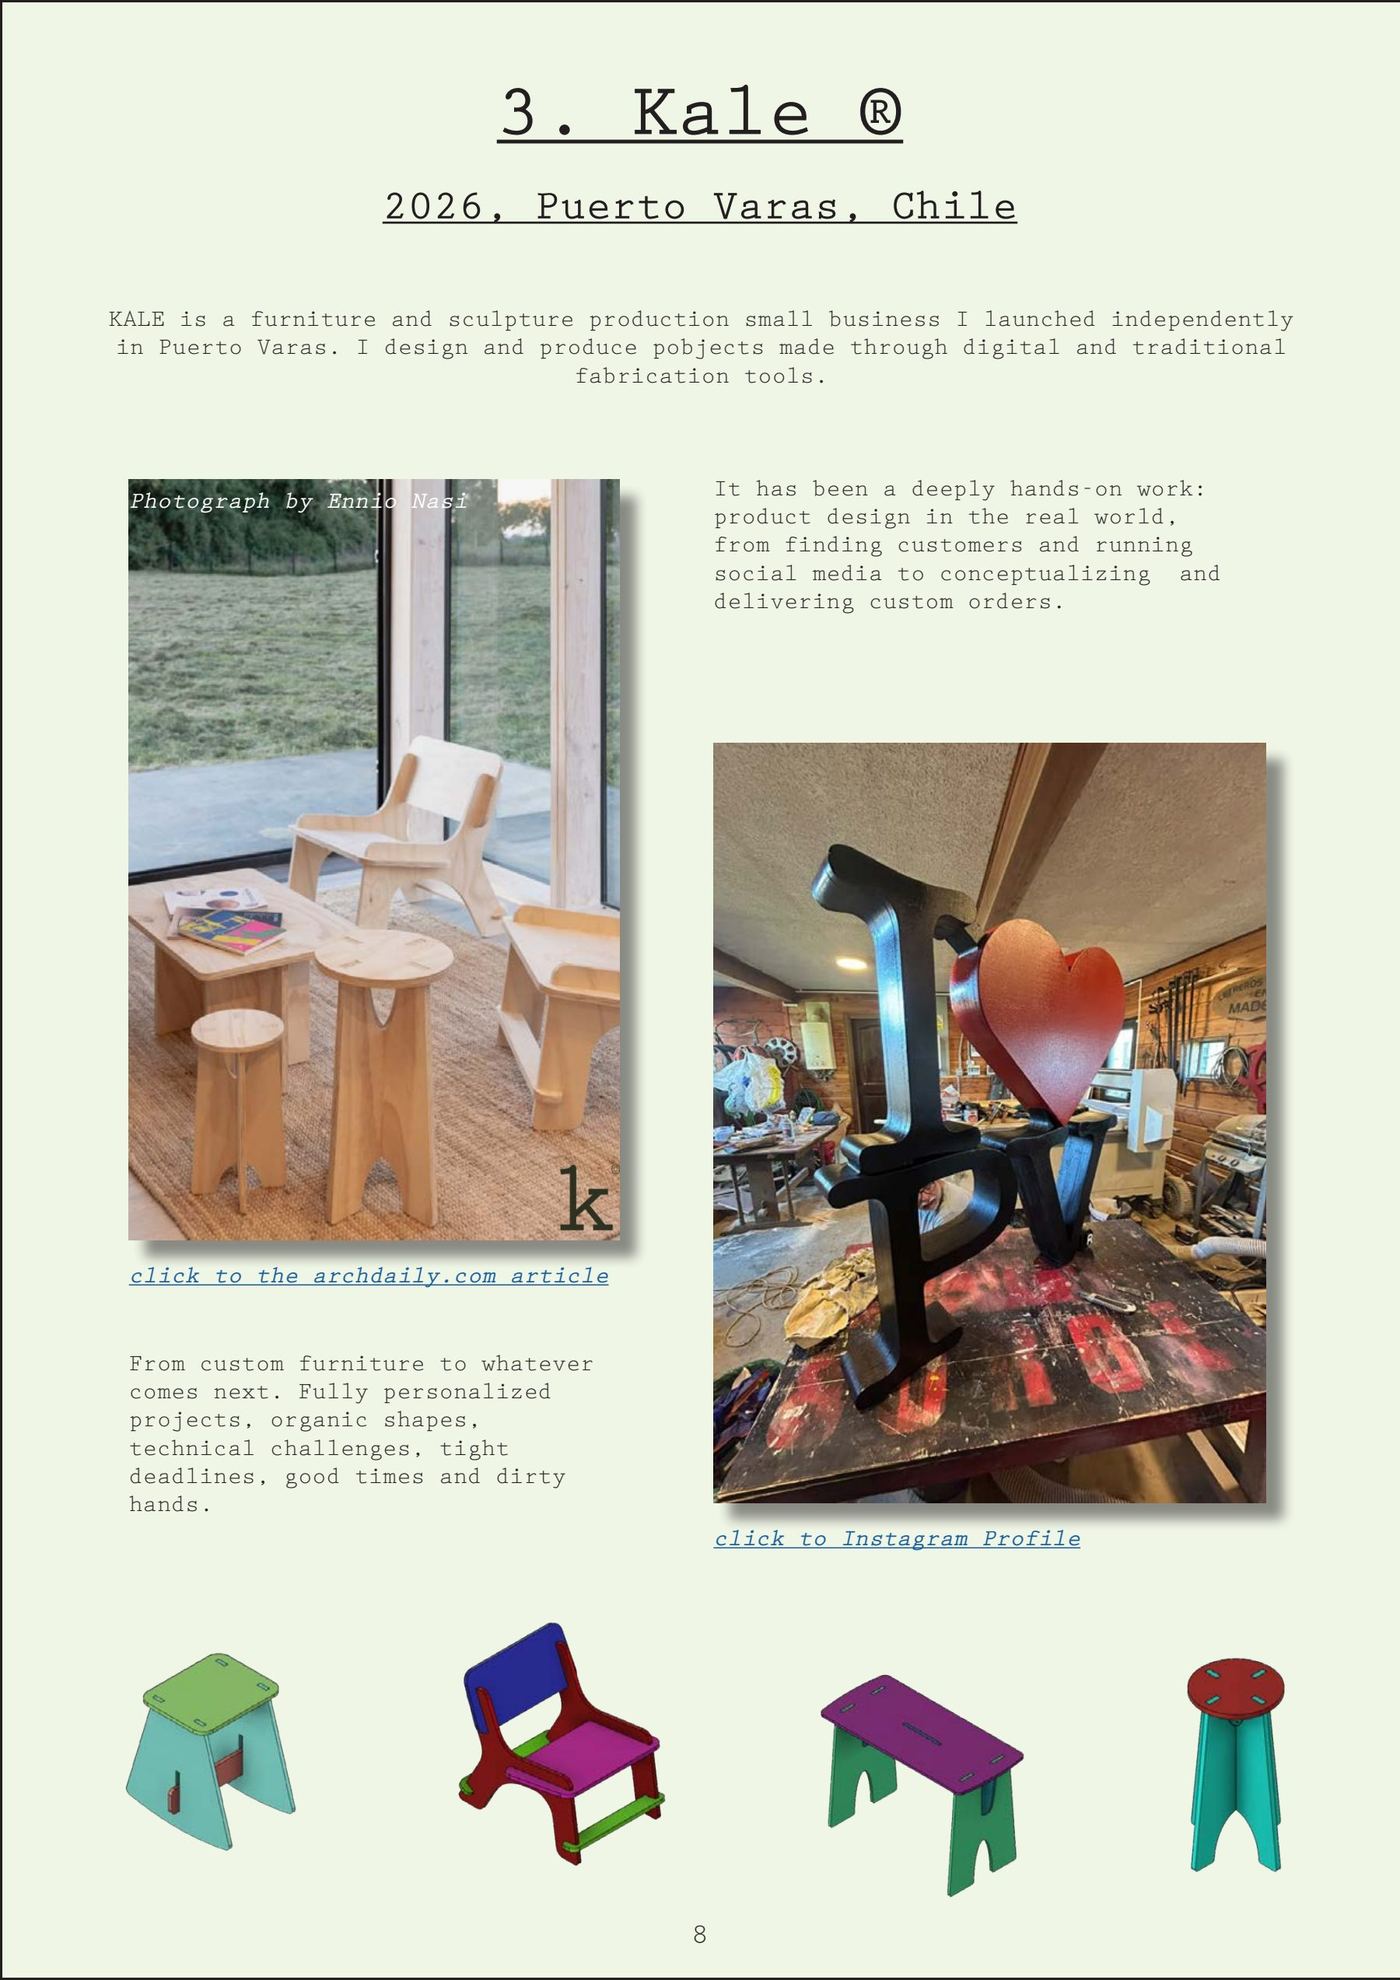 3. Kale ®
2026, Puerto Varas, Chile
KALE is a furniture and sculpture production small business I launched independently
in Puerto Varas. I design and produce pobjects made through digital and traditional
fabrication tools.
Photograph by Ennio Nasi
k
It has been a deeply hands-on work:
product design in the real world,
from finding customers and running
social media to conceptualizing  and
delivering custom orders.
I
PV
MADE
click to the archdaily.com article
From custom furniture to whatever
comes next. Fully personalized
projects, organic shapes,
technical challenges, tight
deadlines, good times and dirty
hands.
click to Instagram Profile
8